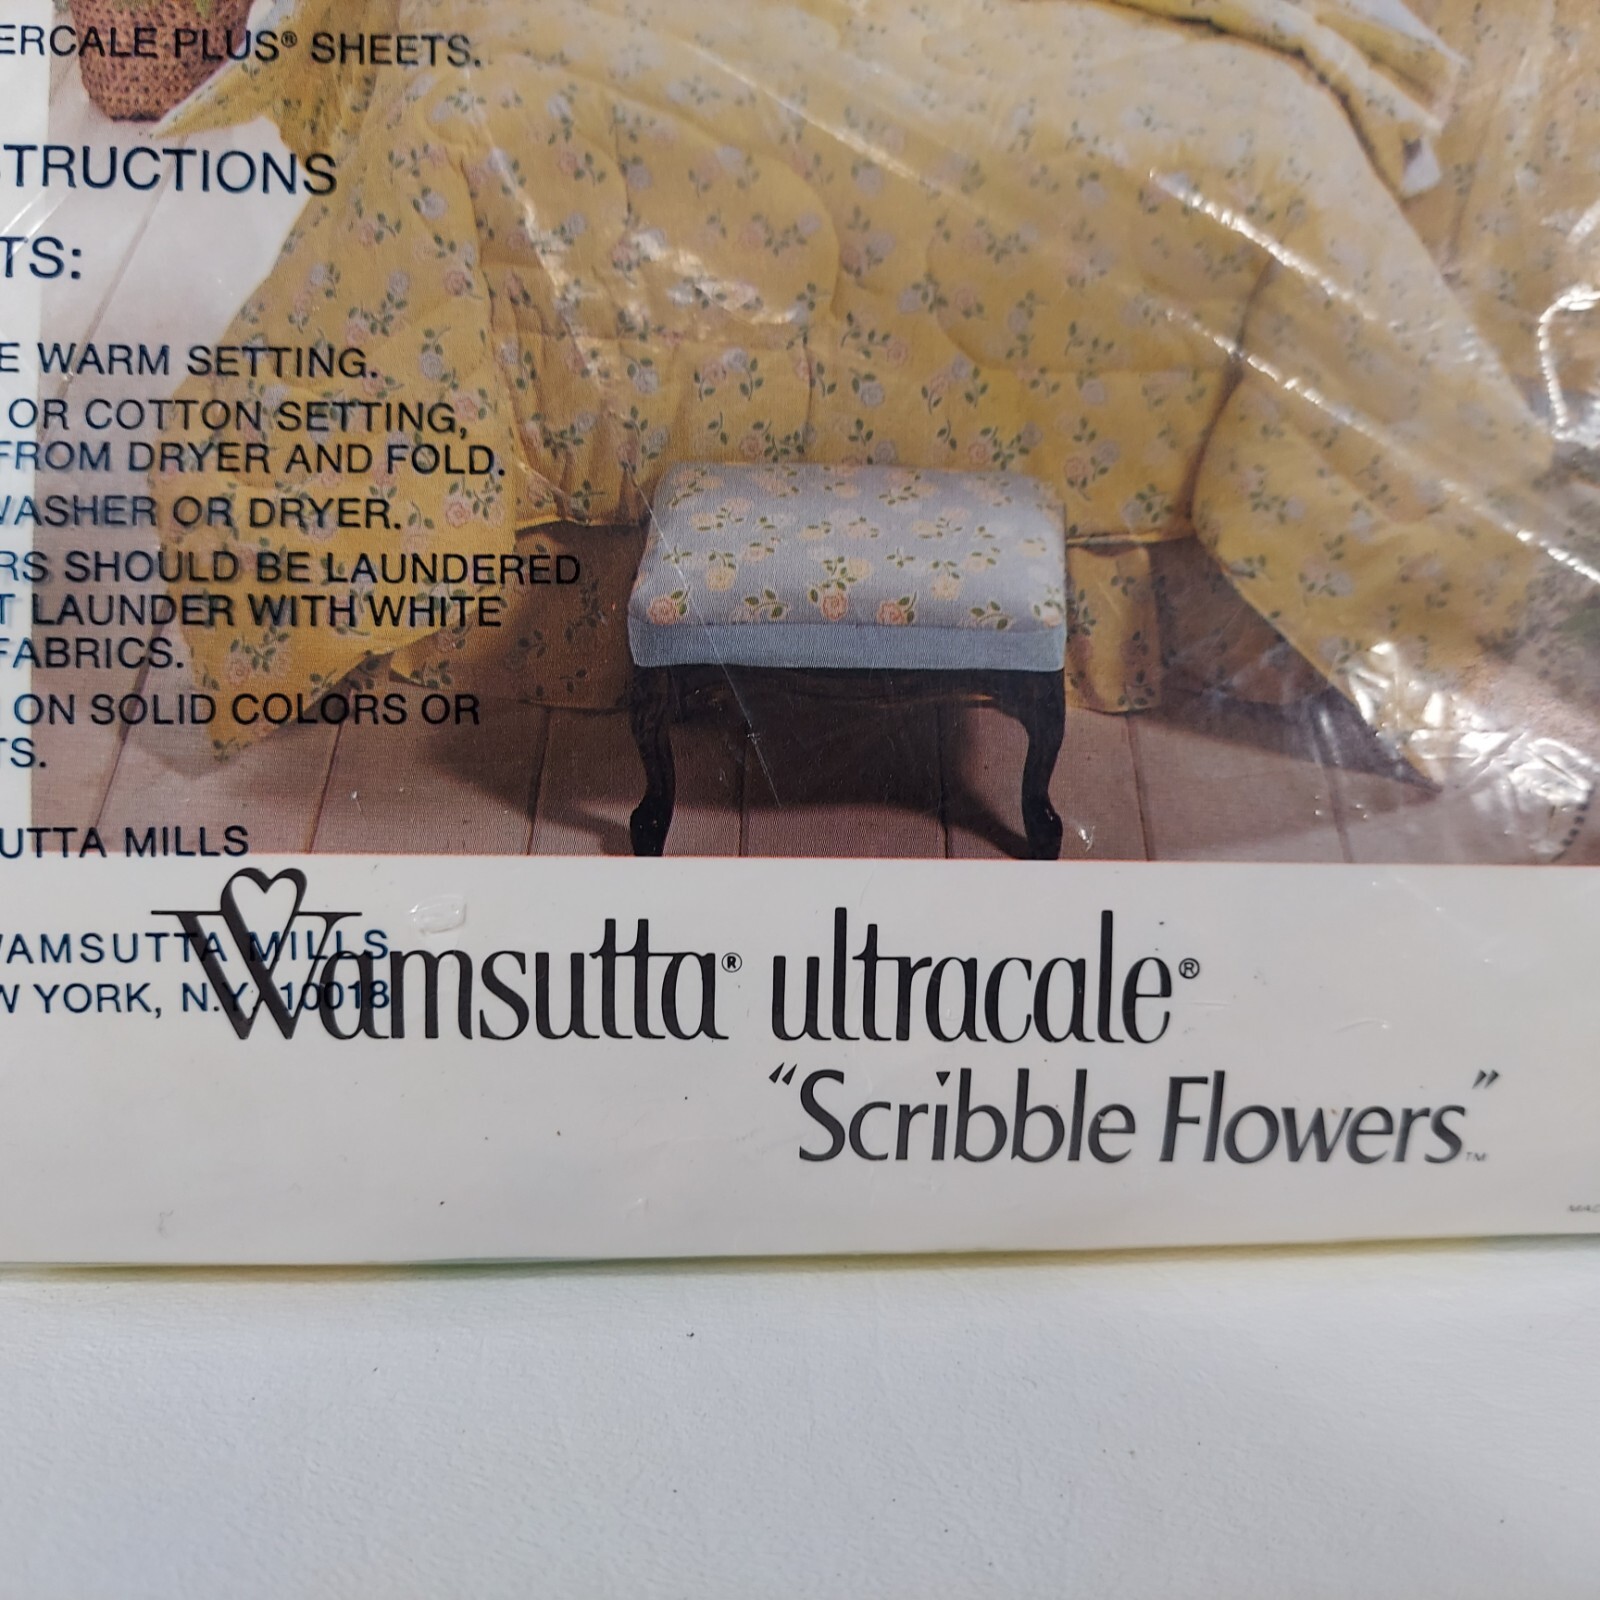 ERCALE PLUS® SHEETS.
STRUCTIONS
TS:
E WARM SETTING.
OR COTTON SETTING,
FROM DRYER AND FOLD.
WASHER OR DRYER.
RS SHOULD BE LAUNDERED
T LAUNDER WITH WHITE
FABRICS.
ON SOLID COLORS OR
TS.
UTTA MILLS
WAMSUTTA MILLS
W YORK, N.Y. 10018
Wamsutta® ultracale®
"Scribble Flowers"™